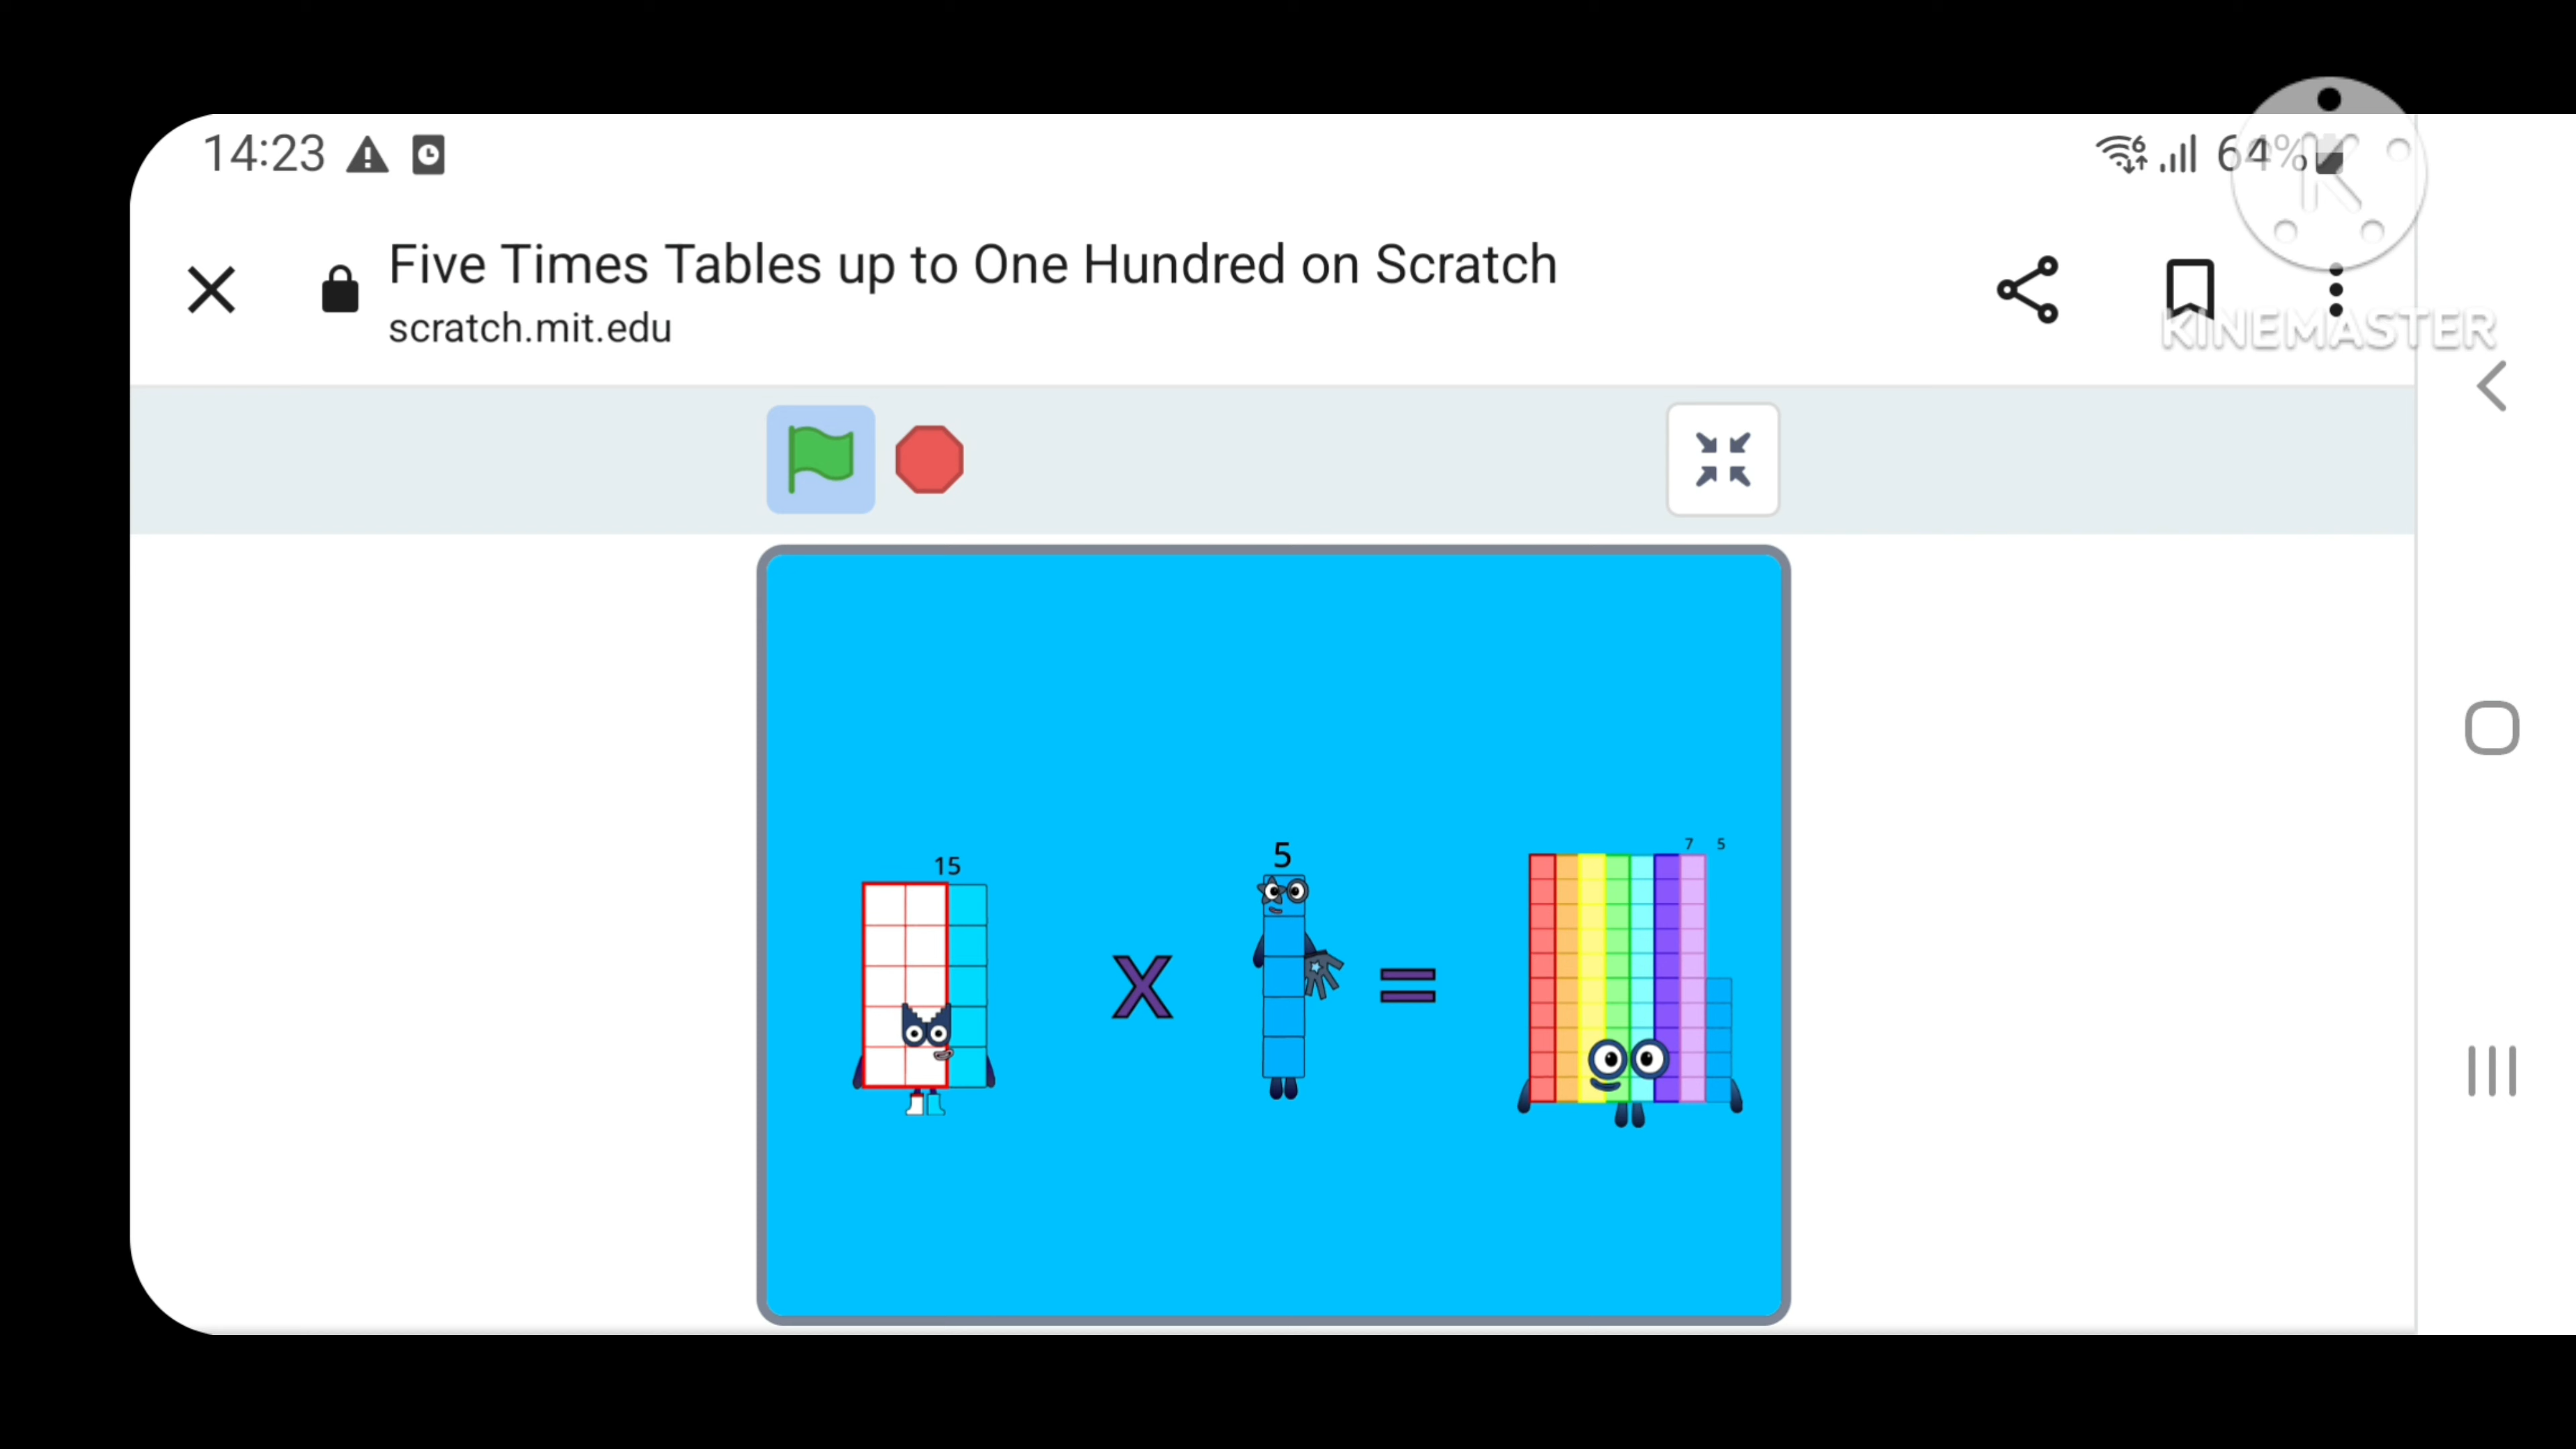 14:23
64%
K
Five Times Tables up to One Hundred on Scratch
scratch.mit.edu
KINEMASTER
15
x
5
=
7 5